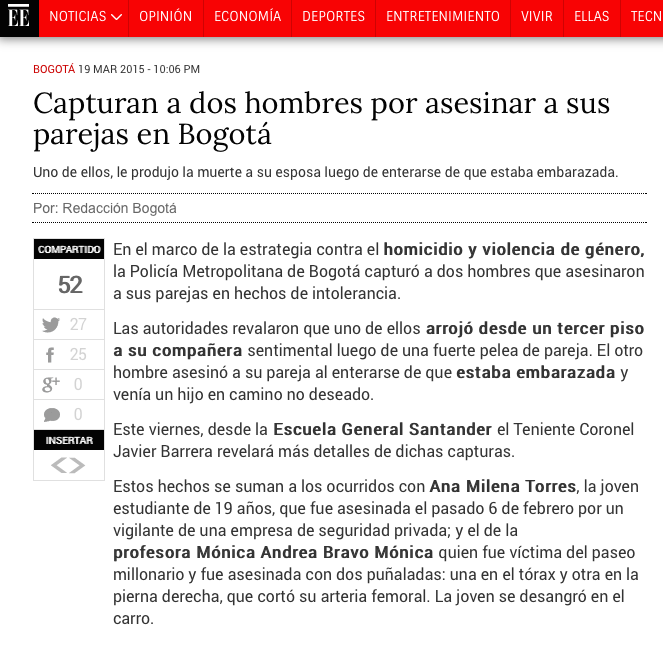 EE
NOTICIAS
OPINIÓN
ECONOMÍA
DEPORTES
ENTRETENIMIENTO
VIVIR
ELLAS
TECN
BOGOTÁ 19 MAR 2015 - 10:06 PM
Capturan a dos hombres por asesinar a sus
parejas en Bogotá
Uno de ellos, le produjo la muerte a su esposa luego de enterarse de que estaba embarazada.
Por: Redacción Bogotá
COMPARTIDO
52
27
25
g+ 0
0
INSERTAR
En el marco de la estrategia contra el homicidio y violencia de género,
la Policía Metropolitana de Bogotá capturó a dos hombres que asesinaron
a sus parejas en hechos de intolerancia.
Las autoridades revalaron que uno de ellos arrojó desde un tercer piso
a su compañera sentimental luego de una fuerte pelea de pareja. El otro
hombre asesinó a su pareja al enterarse de que estaba embarazada y
venía un hijo en camino no deseado.
Este viernes, desde la Escuela General Santander el Teniente Coronel
Javier Barrera revelará más detalles de dichas capturas.
Estos hechos se suman a los ocurridos con Ana Milena Torres, la joven
estudiante de 19 años, que fue asesinada el pasado 6 de febrero por un
vigilante de una empresa de seguridad privada; y el de la
profesora Mónica Andrea Bravo Mónica quien fue víctima del paseo
millonario y fue asesinada con dos puñaladas: una en el tórax y otra en la
pierna derecha, que cortó su arteria femoral. La joven se desangró en el
carro.